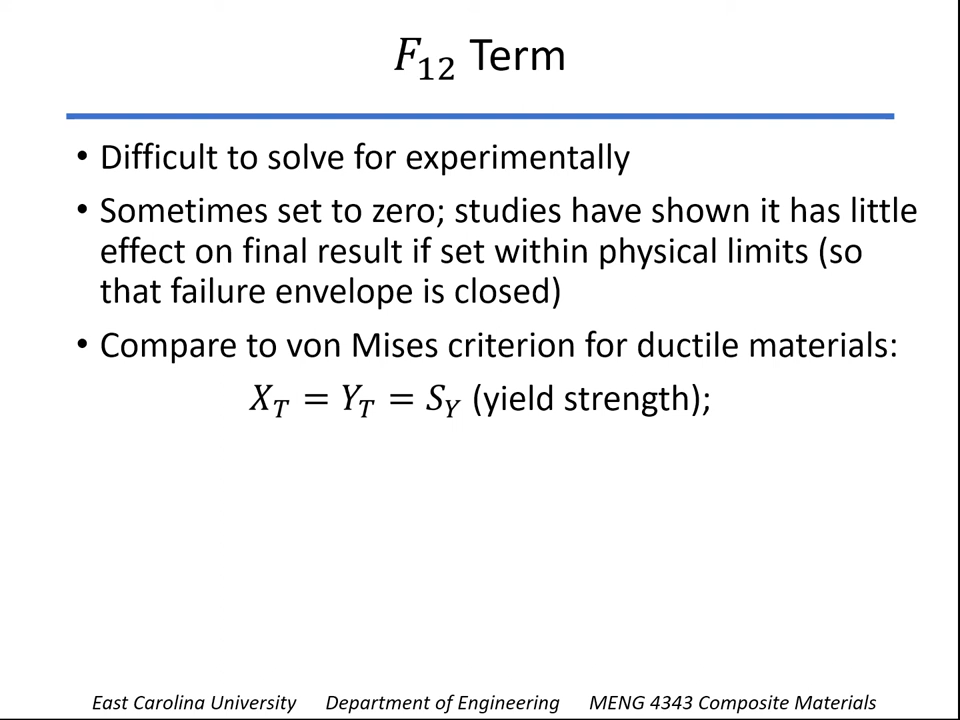 F₁₂ Term
• Difficult to solve for experimentally
• Sometimes set to zero; studies have shown it has little
effect on final result if set within physical limits (so
that failure envelope is closed)
• Compare to von Mises criterion for ductile materials:
X_T = Y_T = S_Y (yield strength);
East Carolina University Department of Engineering MENG 4343 Composite Materials